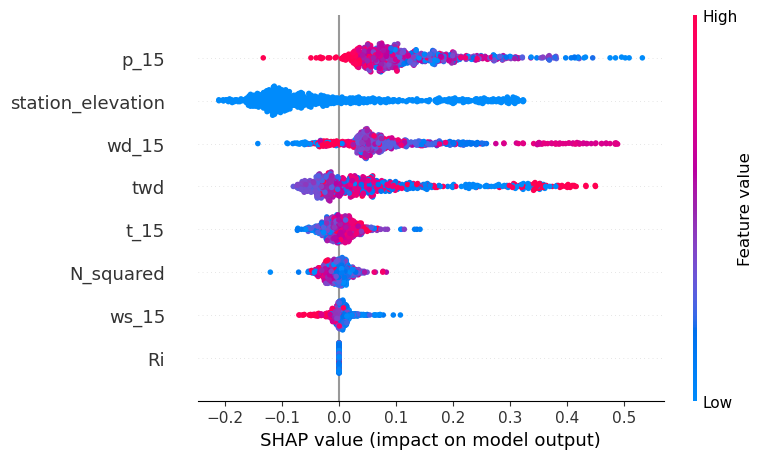 High
p_15
station_elevation
wd_15
twd
t_15
N_squared
ws_15
Ri
Feature value
Low
−0.2 −0.1 0.0 0.1 0.2 0.3 0.4 0.5
SHAP value (impact on model output)